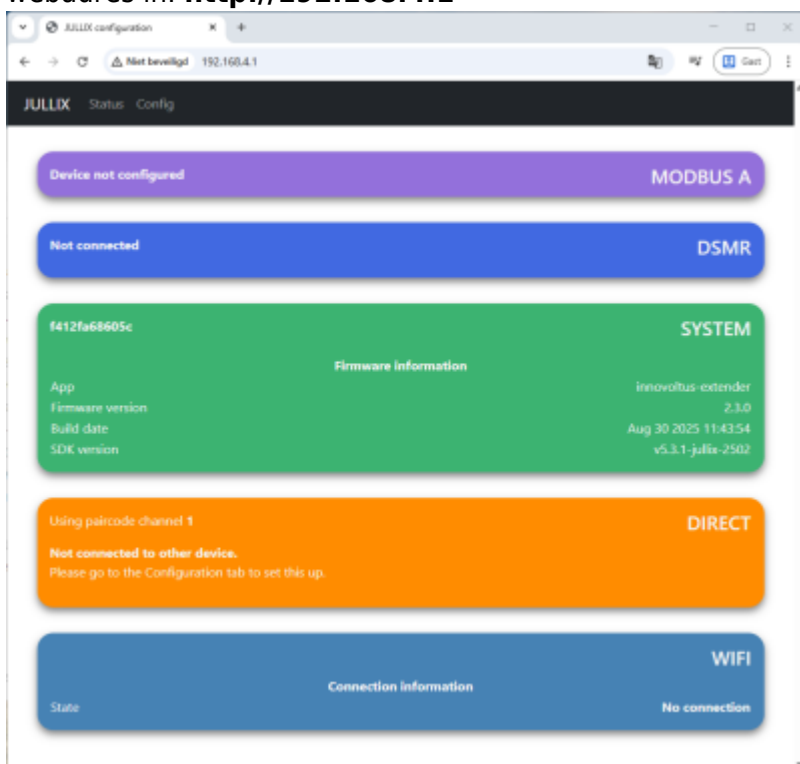 JULLIX configuration
Niet beveiligd 192.168.4.1
Gast
JULLIX Status Config
Device not configured MODBUS A
Not connected DSMR
f412fa68605c SYSTEM
Firmware information
App innovoltus-extender
Firmware version 2.3.0
Build date Aug 30 2025 11:43:54
SDK version v5.3.1-jullix-2502
Using paircode channel 1 DIRECT
Not connected to other device.
Please go to the Configuration tab to set this up.
WIFI
Connection information
State No connection